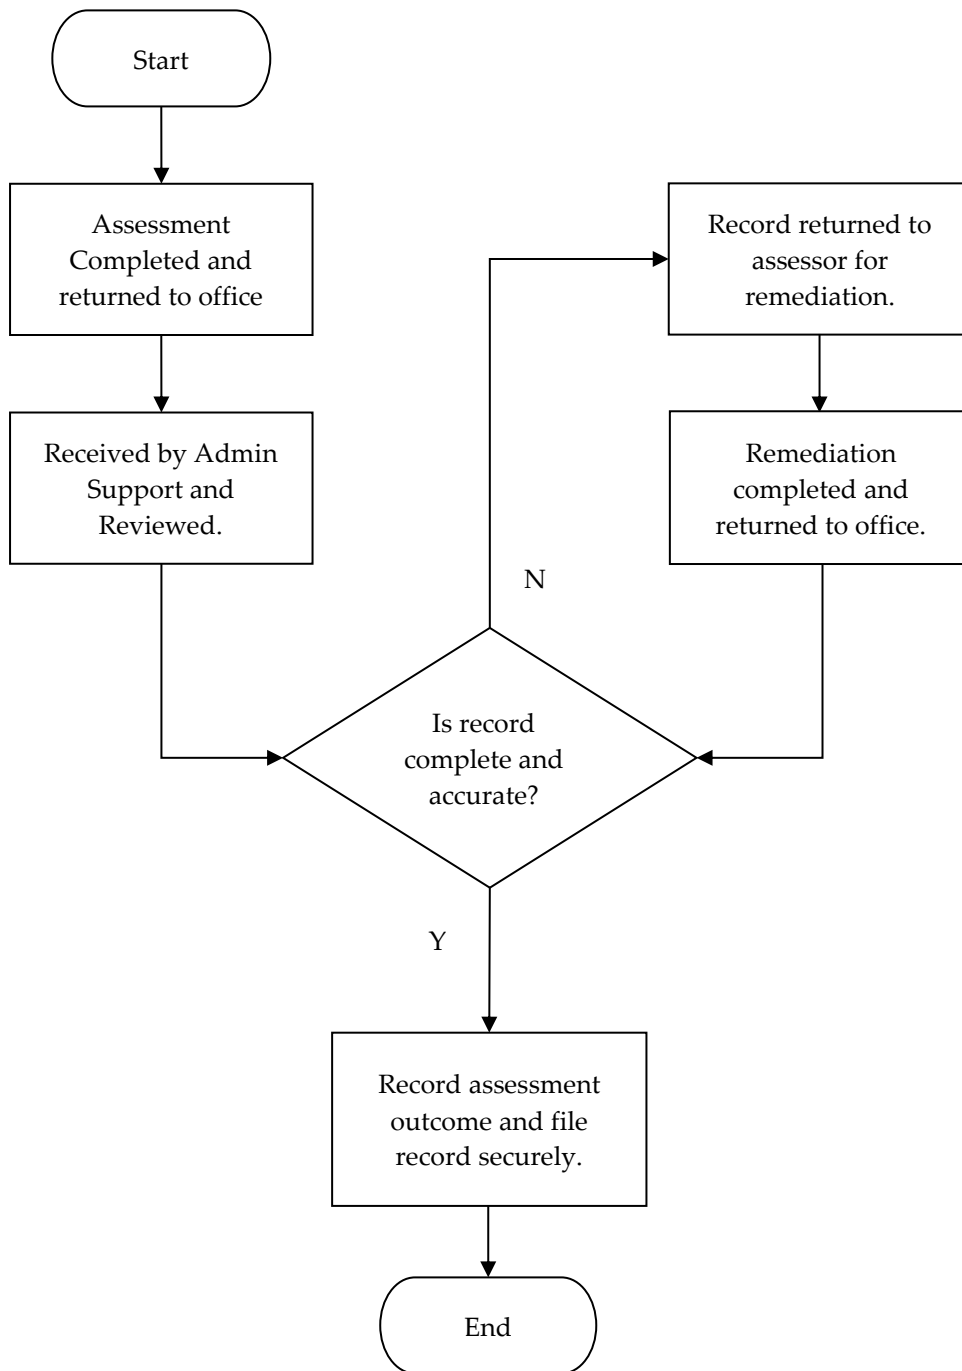 Start
Assessment
Completed and
returned to office
Received by Admin
Support and
Reviewed.
Record returned to
assessor for
remediation.
Remediation
completed and
returned to office.
N
Is record
complete and
accurate?
Y
Record assessment
outcome and file
record securely.
End